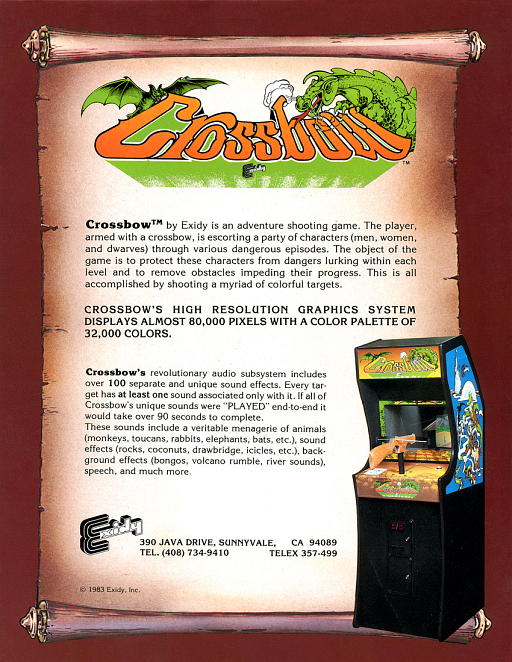 Crossbow
TM
Exidy
Crossbow™ by Exidy is an adventure shooting game. The player,
armed with a crossbow, is escorting a party of characters (men, women,
and dwarves) through various dangerous episodes. The object of the
game is to protect these characters from dangers lurking within each
level and to remove obstacles impeding their progress. This is all
accomplished by shooting a myriad of colorful targets.
CROSSBOW'S HIGH RESOLUTION GRAPHICS SYSTEM
DISPLAYS ALMOST 80,000 PIXELS WITH A COLOR PALETTE OF
32,000 COLORS.
Crossbow's revolutionary audio subsystem includes
over 100 separate and unique sound effects. Every tar-
get has at least one sound associated only with it. If all of
Crossbow's unique sounds were "PLAYED" end-to-end it
would take over 90 seconds to complete.
These sounds include a veritable menagerie of animals
(monkeys, toucans, rabbits, elephants, bats, etc.), sound
effects (rocks, coconuts, drawbridge, icicles, etc.), back-
ground effects (bongos, volcano rumble, river sounds),
speech, and much more.
Crossbow
Exidy
390 JAVA DRIVE, SUNNYVALE, CA 94089
TEL. (408) 734-9410 TELEX 357-499
© 1983 Exidy, Inc.